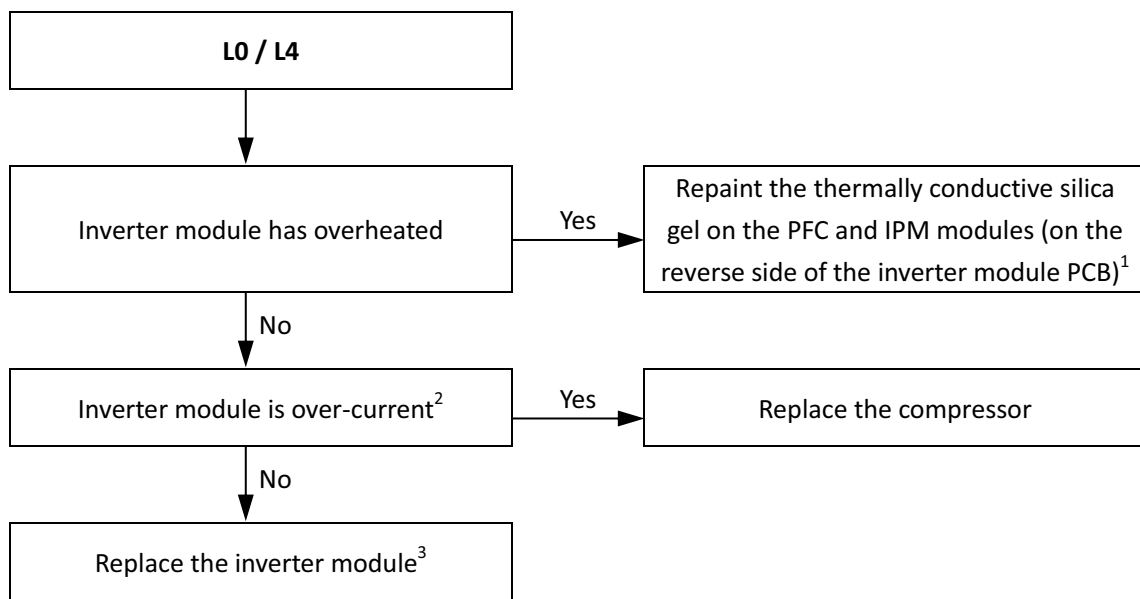 L0 / L4
Inverter module has overheated
Yes
Repaint the thermally conductive silica
gel on the PFC and IPM modules (on the
reverse side of the inverter module PCB)¹
No
Inverter module is over-current²
Yes
Replace the compressor
No
Replace the inverter module³